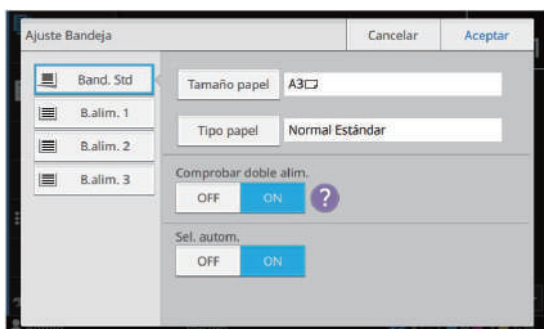 Ajuste Bandeja
Cancelar
Aceptar
Band. Std
B.alim. 1
B.alim. 2
B.alim. 3
Tamaño papel
A3
Tipo papel
Normal Estándar
Comprobar doble alim.
OFF
ON
?
Sel. autom.
OFF
ON